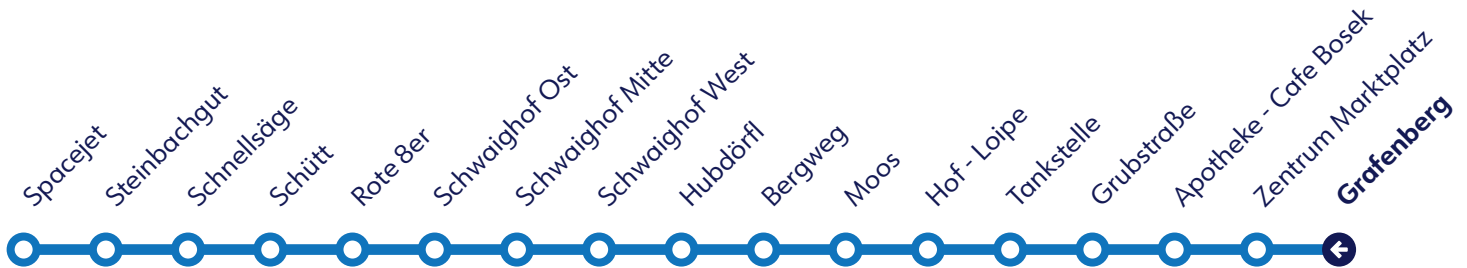 Spacejet
Steinbachgut
Schnellsäge
Schütt
Rote 8er
Schwaighof Ost
Schwaighof Mitte
Schwaighof West
Hubdörfl
Bergweg
Moos
Hof - Loipe
Tankstelle
Grubstraße
Apotheke - Cafe Bosek
Zentrum Marktplatz
Grafenberg